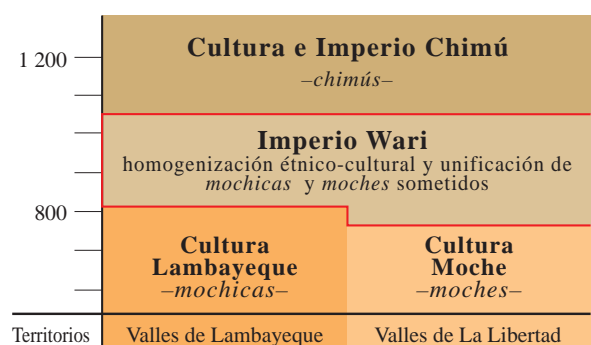 1 200
Cultura e Imperio Chimú
–chimús–
Imperio Wari
homogenización étnico-cultural y unificación de
mochicas y moches sometidos
800
Cultura
Lambayeque
–mochicas–
Cultura
Moche
–moches–
Territorios
Valles de Lambayeque
Valles de La Libertad